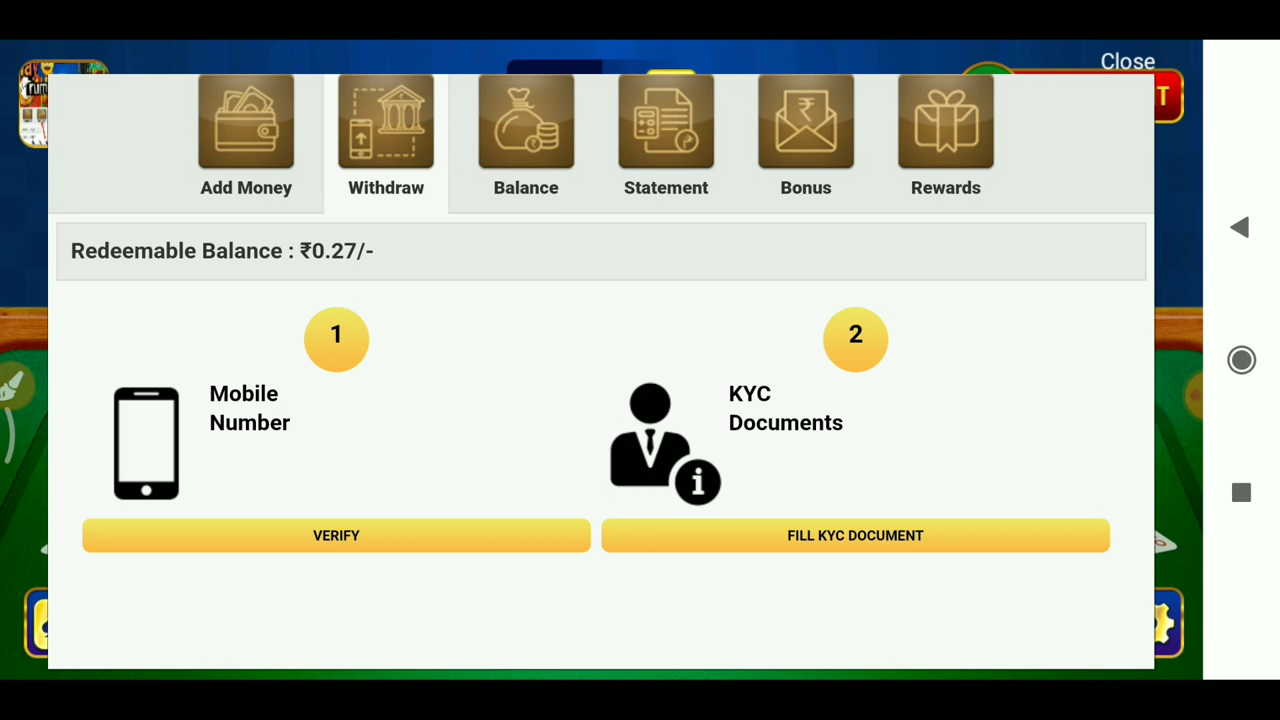 Close
rum
T
Add Money
Withdraw
Balance
Statement
Bonus
Rewards
Redeemable Balance : ₹0.27/-
1
2
Mobile
Number
KYC
Documents
VERIFY
FILL KYC DOCUMENT